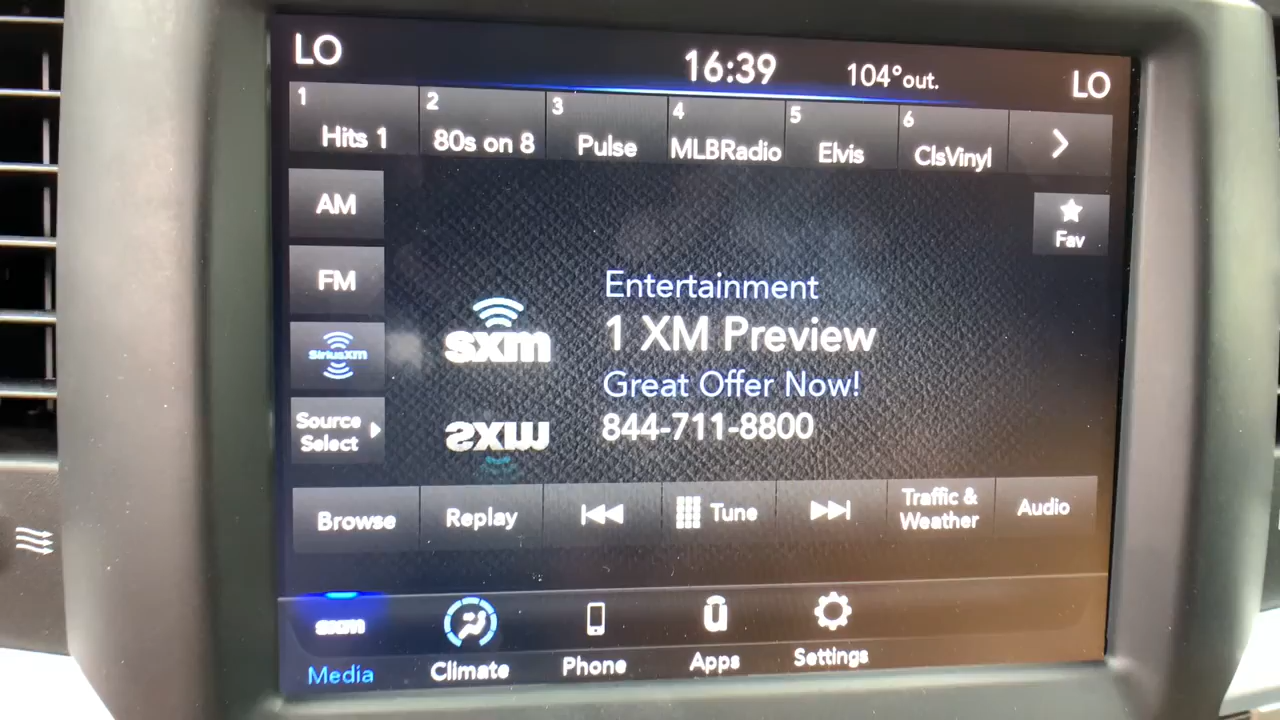 LO
16:39
104°out.
LO
1
Hits 1
2
80s on 8
3
Pulse
4
MLBRadio
5
Elvis
6
ClsVinyl
AM
FM
SiriusXM
Source
Select
Fav
sxm
Entertainment
1 XM Preview
Great Offer Now!
844-711-8800
Browse
Replay
Tune
Traffic &
Weather
Audio
sxm
Media
Climate
Phone
Apps
Settings